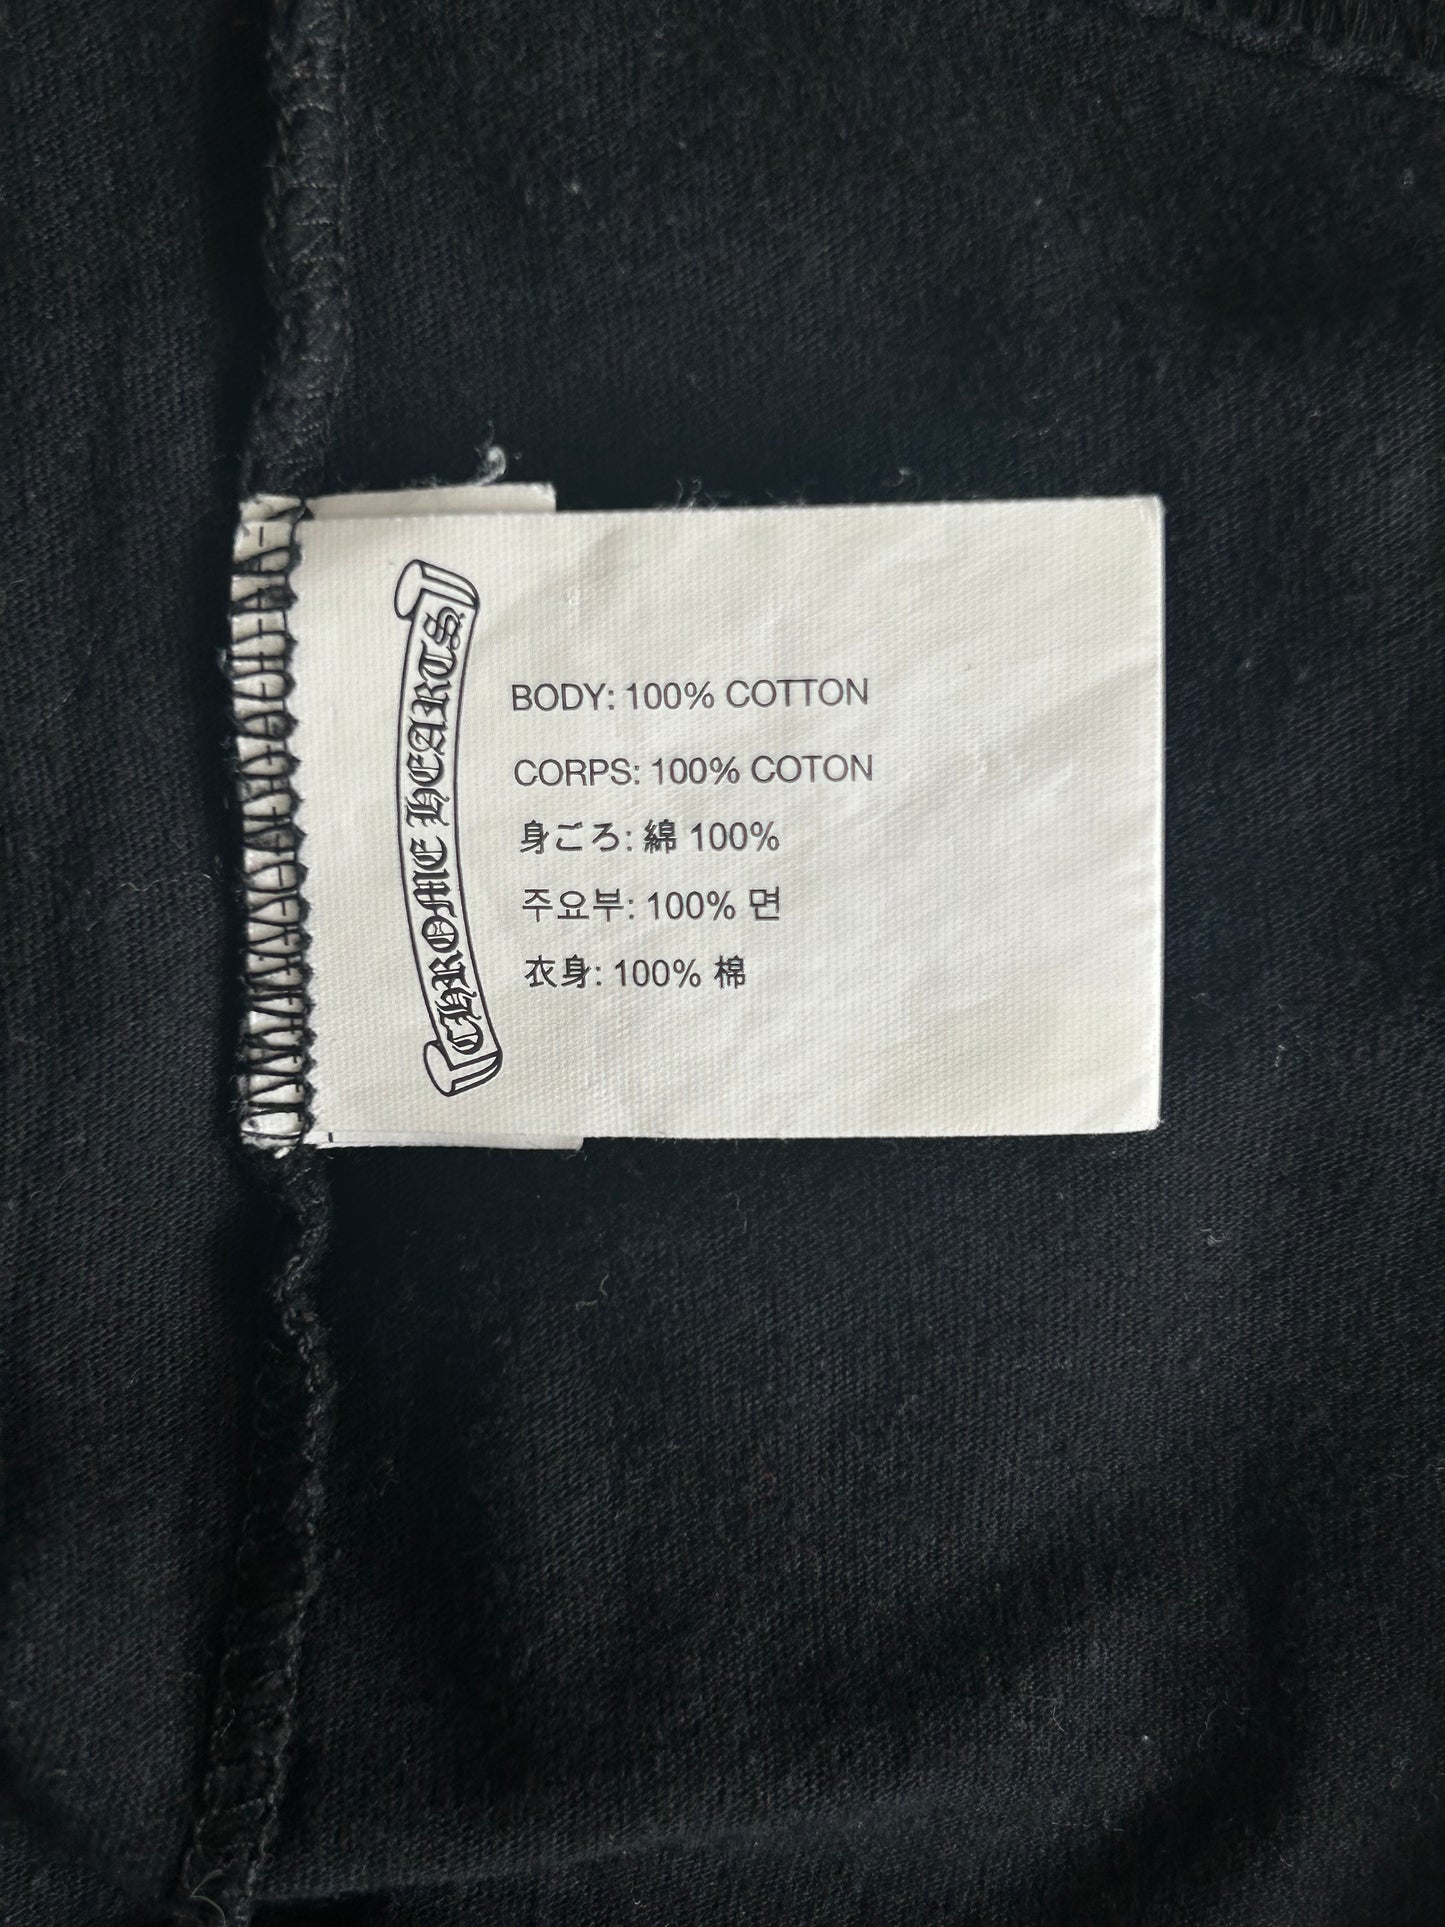 CHROME HEARTS
BODY: 100% COTTON
CORPS: 100% COTON
身ごろ: 綿 100%
주요부: 100% 면
衣身: 100% 棉